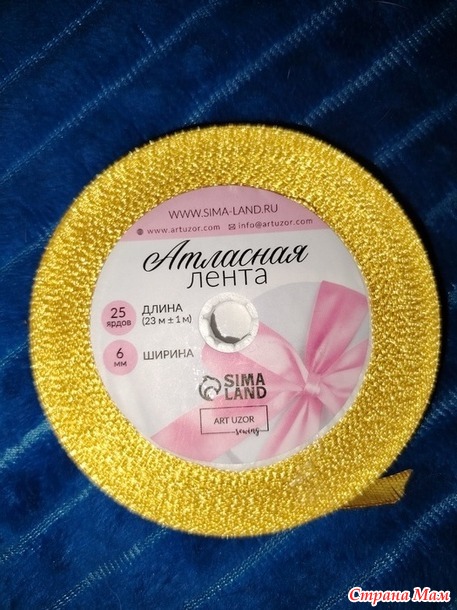 WWW.SIMA-LAND.RU
www.artuzor.com info@artuzor.com
Атласная
лента
25
ярдов
ДЛИНА
(23 м ± 1 м)
6
мм
ШИРИНА
SIMA
LAND
ART UZOR
sewing
Страна Мам